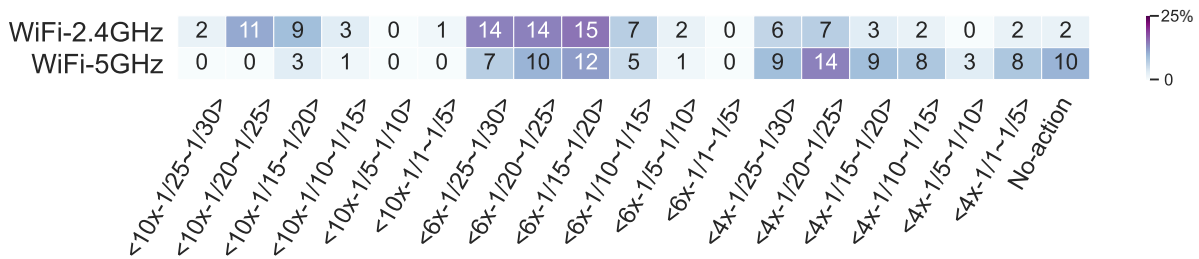 WiFi-2.4GHz 2 11 9 3 0 1 14 14 15 7 2 0 6 7 3 2 0 2 2
WiFi-5GHz 0 0 3 1 0 0 7 10 12 5 1 0 9 14 9 8 3 8 10
25%
0
<10x-1/25~1/30>
<10x-1/20~1/25>
<10x-1/15~1/20>
<10x-1/10~1/15>
<10x-1/5~1/10>
<10x-1/1~1/5>
<6x-1/25~1/30>
<6x-1/20~1/25>
<6x-1/15~1/20>
<6x-1/10~1/15>
<6x-1/5~1/10>
<6x-1/1~1/5>
<4x-1/25~1/30>
<4x-1/20~1/25>
<4x-1/15~1/20>
<4x-1/10~1/15>
<4x-1/5~1/10>
<4x-1/1~1/5>
No-action